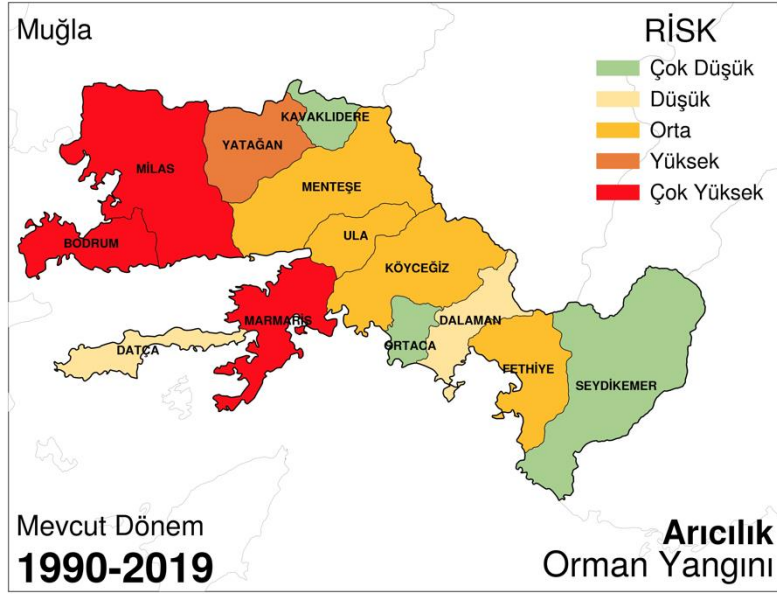 Muğla
RİSK
Çok Düşük
Düşük
Orta
Yüksek
Çok Yüksek
KAVAKLIDERE
YATAĞAN
MİLAS
MENTEŞE
BODRUM
ULA
KÖYCEĞİZ
MARMARİS
DALAMAN
ORTACA
DATÇA
FETHİYE
SEYDİKEMER
Mevcut Dönem
1990-2019
Arıcılık
Orman Yangını